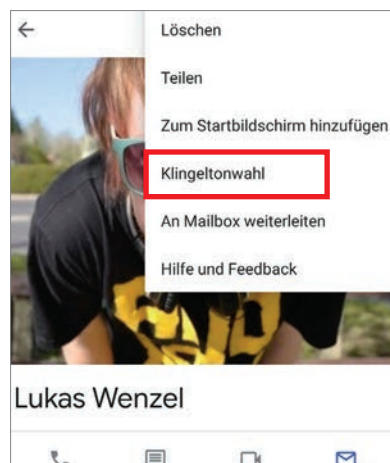 Löschen
Teilen
Zum Startbildschirm hinzufügen
Klingeltonwahl
An Mailbox weiterleiten
Hilfe und Feedback
Lukas Wenzel